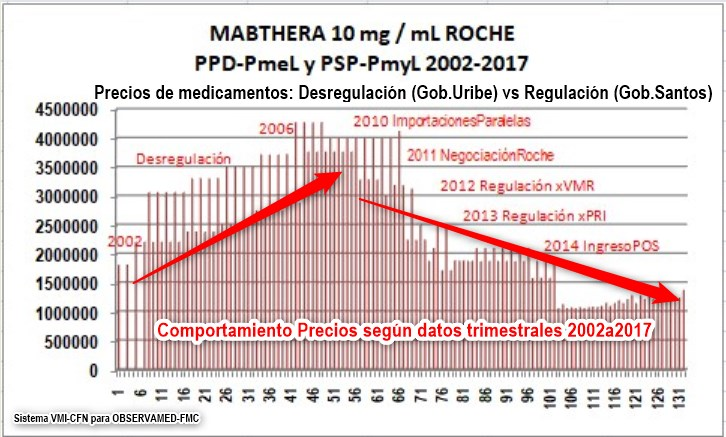 MABTHERA 10 mg / mL ROCHE
PPD-PmeL y PSP-PmyL 2002-2017
Precios de medicamentos: Desregulación (Gob.Uribe) vs Regulación (Gob.Santos)
4500000
4000000
3500000
3000000
2500000
2000000
1500000
1000000
500000
0
2002
Desregulación
2006
2010 ImportacionesParalelas
2011 NegociaciónRoche
2012 Regulación xVMR
2013 Regulación xPRI
2014 IngresoPOS
Comportamiento Precios según datos trimestrales 2002a2017
1 6 11 16 21 26 31 36 41 46 51 56 61 66 71 76 81 86 91 96 101 106 111 116 121 126 131
Sistema VMI-CFN para OBSERVAMED-FMC